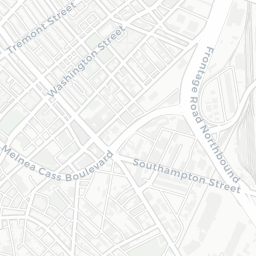 Tremont Street
Washington Street
Frontage Road Northbound
Melnea Cass Boulevard
Southampton Street